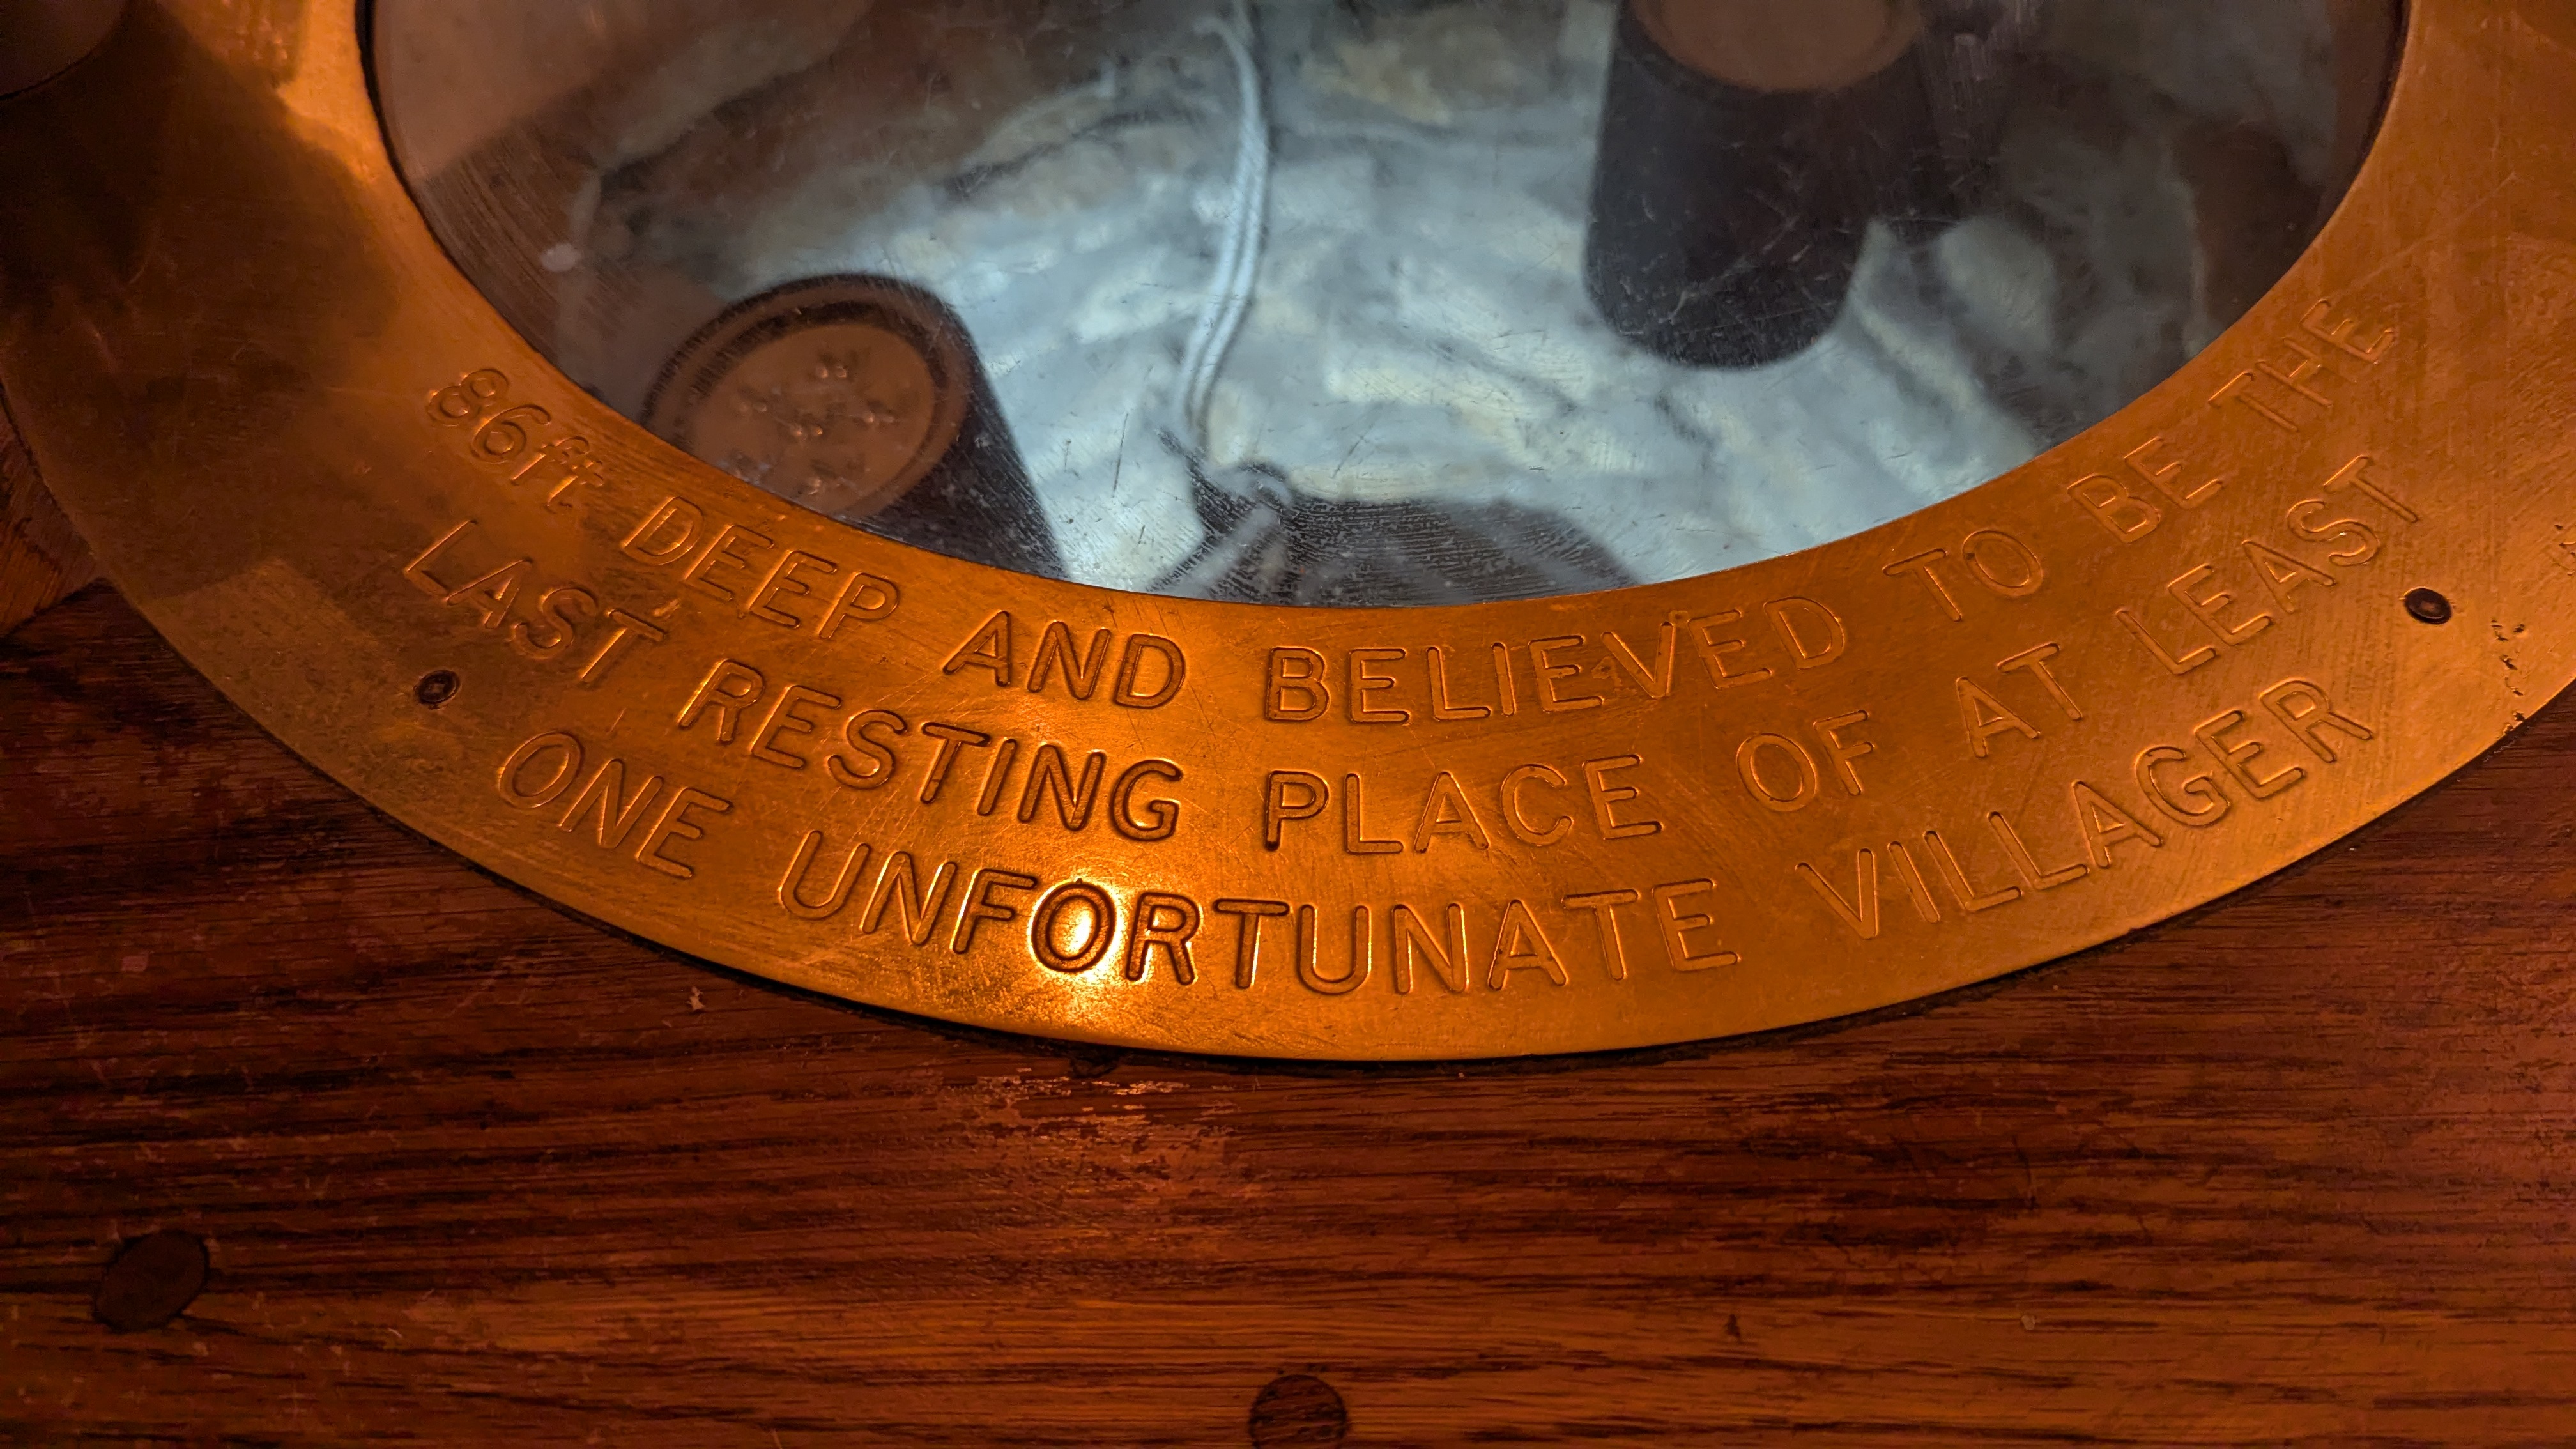 86ft DEEP AND BELIEVED TO BE THE
LAST RESTING PLACE OF AT LEAST
ONE UNFORTUNATE VILLAGER